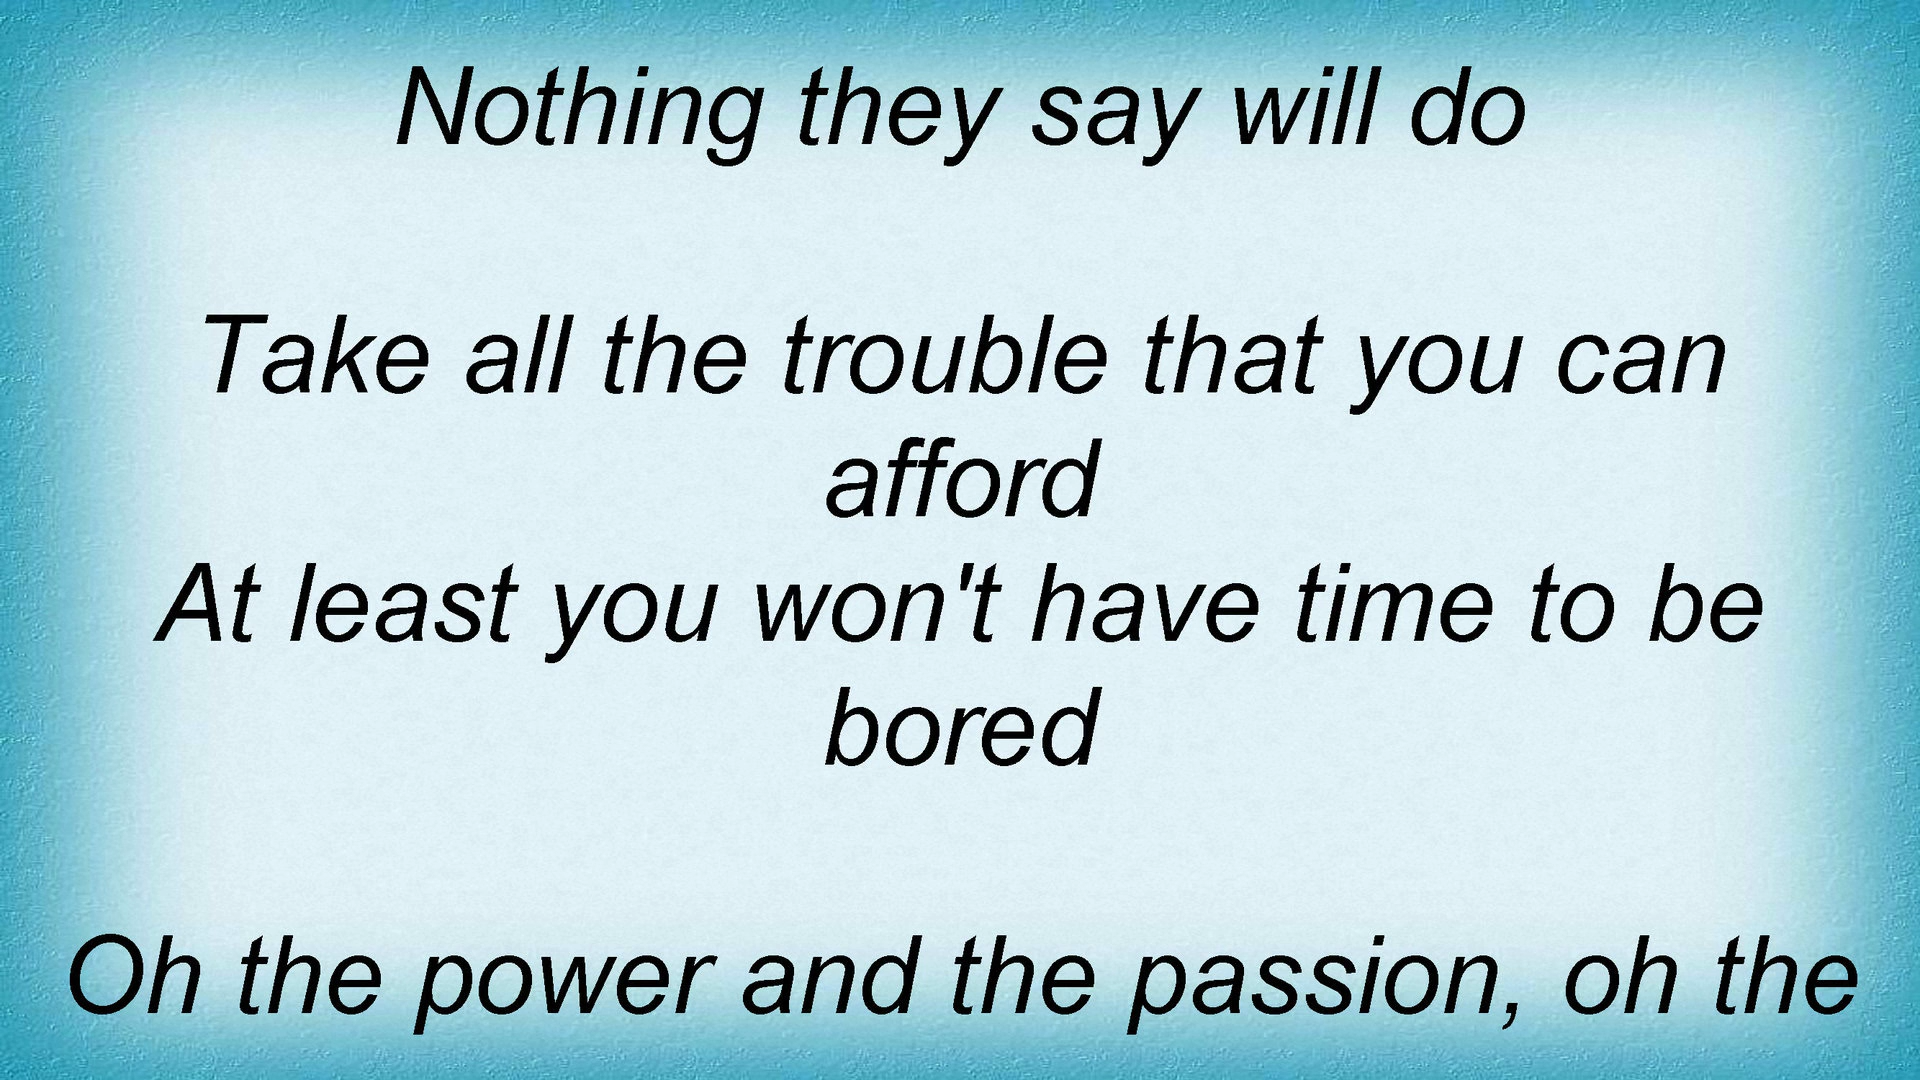 Nothing they say will do
Take all the trouble that you can
afford
At least you won't have time to be
bored
Oh the power and the passion, oh the